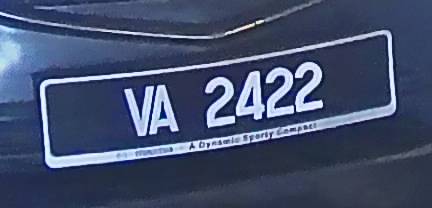 VA 2422
A Dynamic Sporty Compact